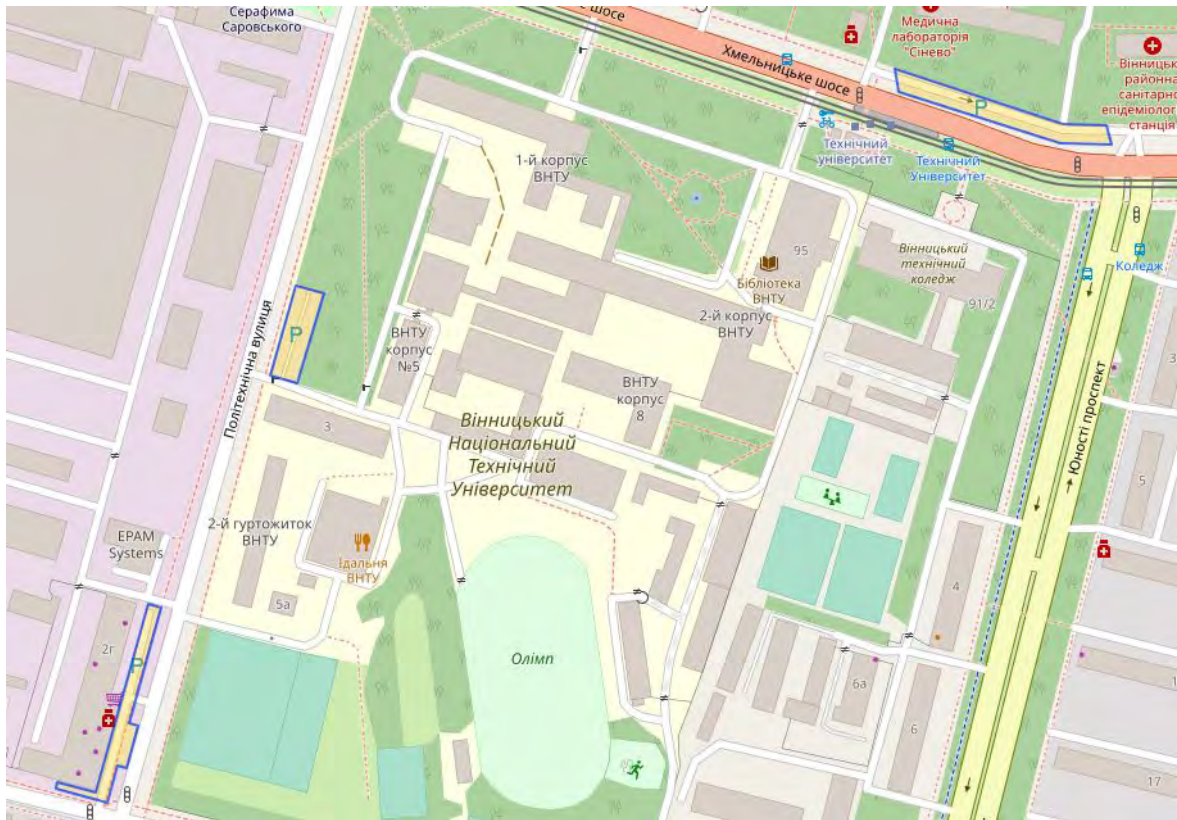 Серафима
Саровського
шосе
Хмельницьке шосе
Медична
лабораторія
"Сінево"
районна
санітарно
станція
P
Технічний
університет
Технічний
Університет
1-й корпус
ВНТУ
95
Бібліотека
ВНТУ
Вінницький
технічний
коледж
91/2
Коледж
2-й корпус
ВНТУ
P
Політехнічна вулиця
ВНТУ
корпус
№5
ВНТУ
корпус
8
3
3
Вінницький
Національний
Технічний
Університет
Юності проспект
5
2-й гуртожиток
ВНТУ
EPAM
Systems
Їдальня
ВНТУ
5а
4
2г
P
Олімп
6а
6
1
17